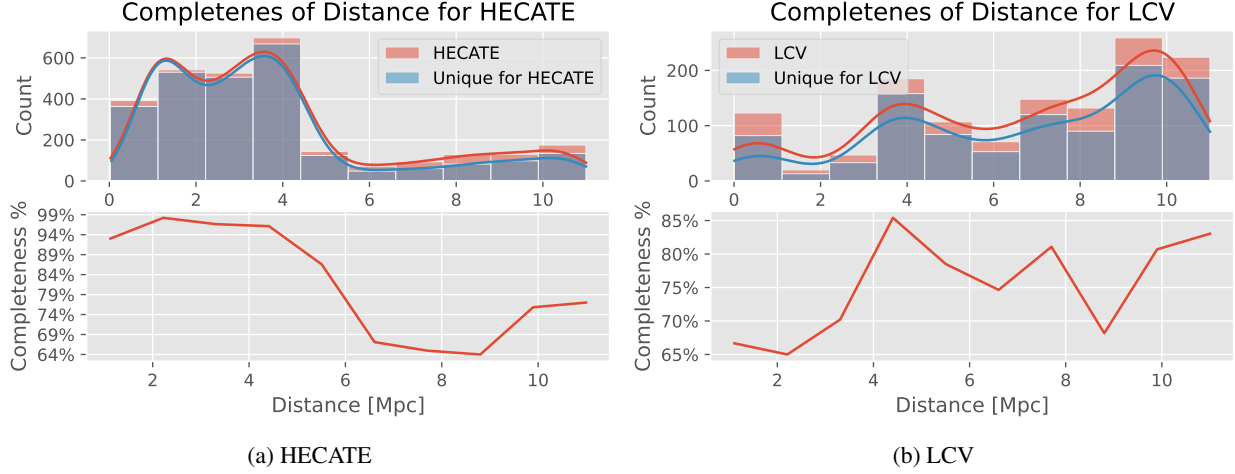 Completenes of Distance for HECATE
Count
600
400
200
0
HECATE
Unique for HECATE
0 2 4 6 8 10
Completeness %
99%
94%
89%
84%
79%
74%
69%
64%
2 4 6 8 10
Distance [Mpc]
(a) HECATE
Completenes of Distance for LCV
Count
200
100
0
LCV
Unique for LCV
0 2 4 6 8 10
Completeness %
85%
80%
75%
70%
65%
2 4 6 8 10
Distance [Mpc]
(b) LCV